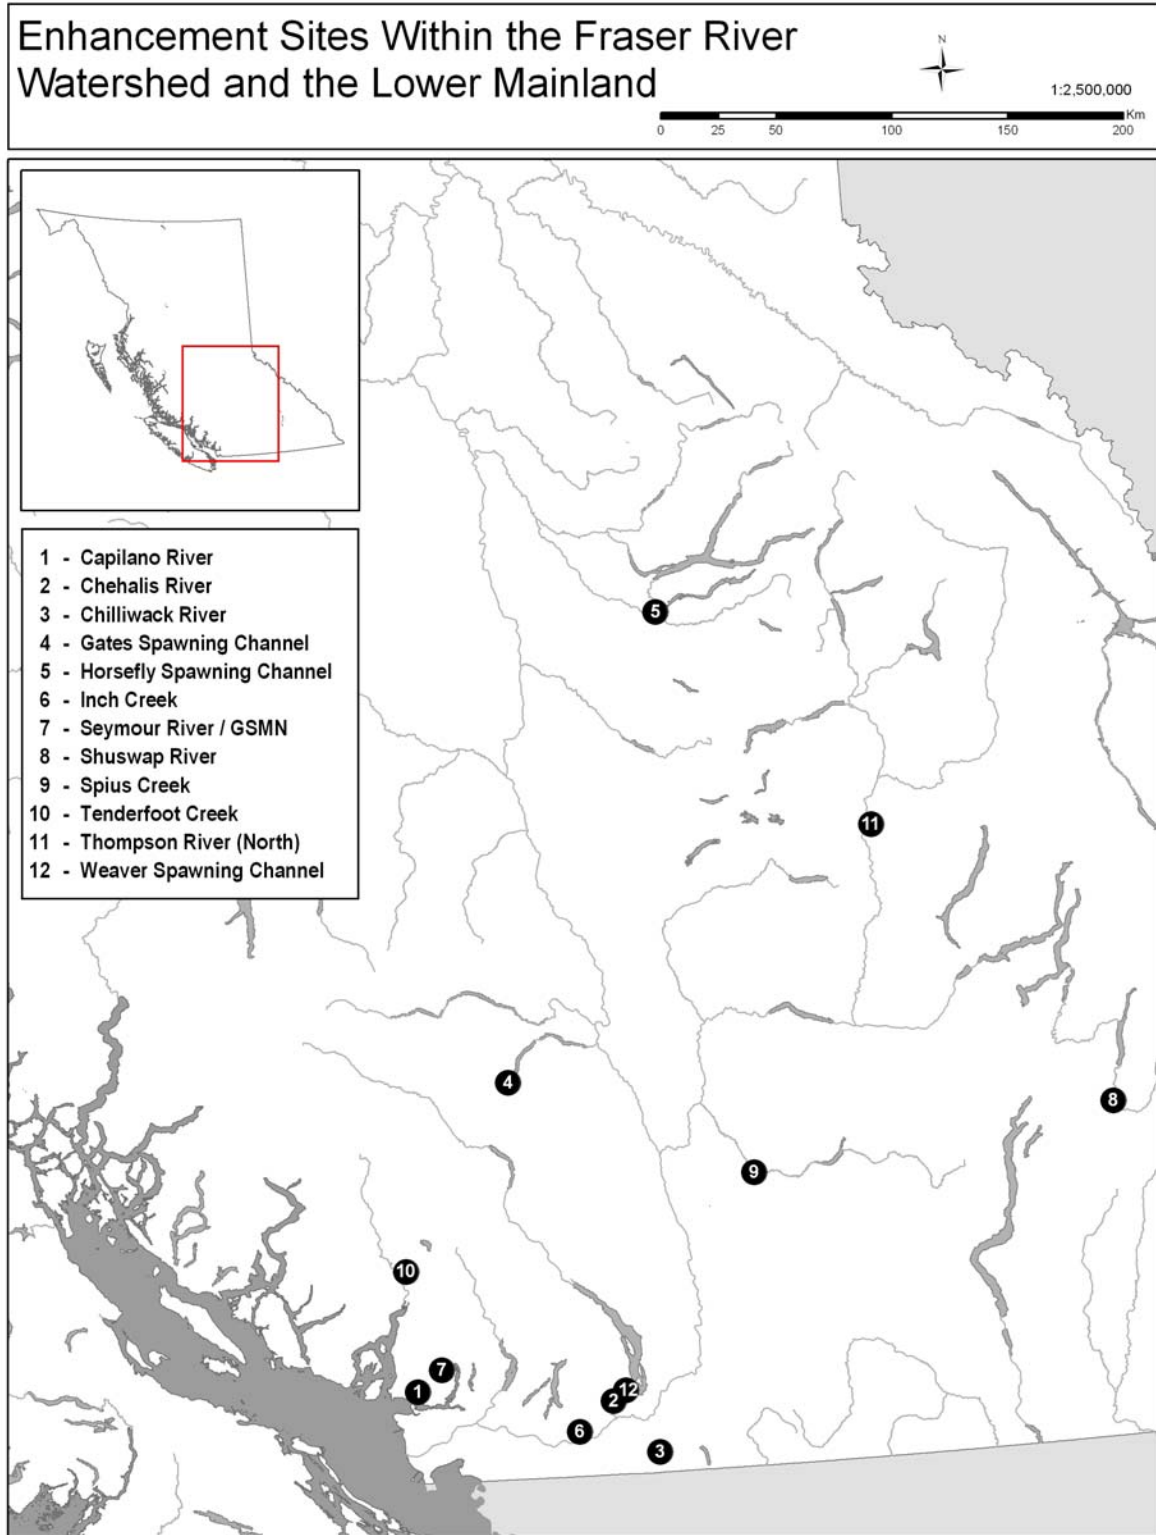 Enhancement Sites Within the Fraser River
Watershed and the Lower Mainland
N
1:2,500,000
Km
0 25 50 100 150 200
1 - Capilano River
2 - Chehalis River
3 - Chilliwack River
4 - Gates Spawning Channel
5 - Horsefly Spawning Channel
6 - Inch Creek
7 - Seymour River / GSMN
8 - Shuswap River
9 - Spius Creek
10 - Tenderfoot Creek
11 - Thompson River (North)
12 - Weaver Spawning Channel
5
11
4
8
9
10
7
1
12
2
6
3